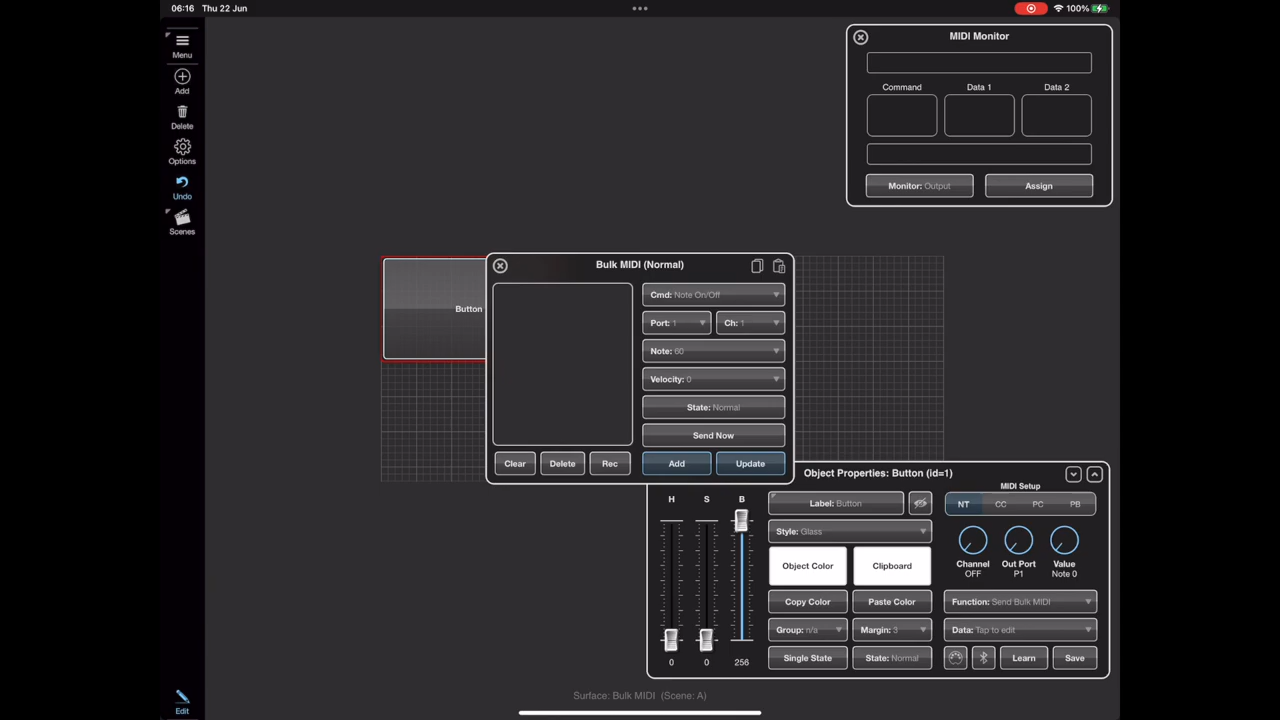 06:16 Thu 22 Jun
100%
Menu
Add
Delete
Options
Undo
Scenes
Edit
MIDI Monitor
Command Data 1 Data 2
Monitor: Output Assign
Button
Bulk MIDI (Normal)
Cmd: Note On/Off
Port: 1 Ch: 1
Note: 60
Velocity: 0
State: Normal
Send Now
Clear Delete Rec Add Update
Object Properties: Button (id=1)
H S B
MIDI Setup
Label: Button
NT CC PC PB
Style: Glass
Object Color Clipboard
Channel Out Port Value
OFF P1 Note 0
Copy Color Paste Color Function: Send Bulk MIDI
Group: n/a Margin: 3 Data: Tap to edit
0 0 256 Single State State: Normal Learn Save
Surface: Bulk MIDI (Scene: A)